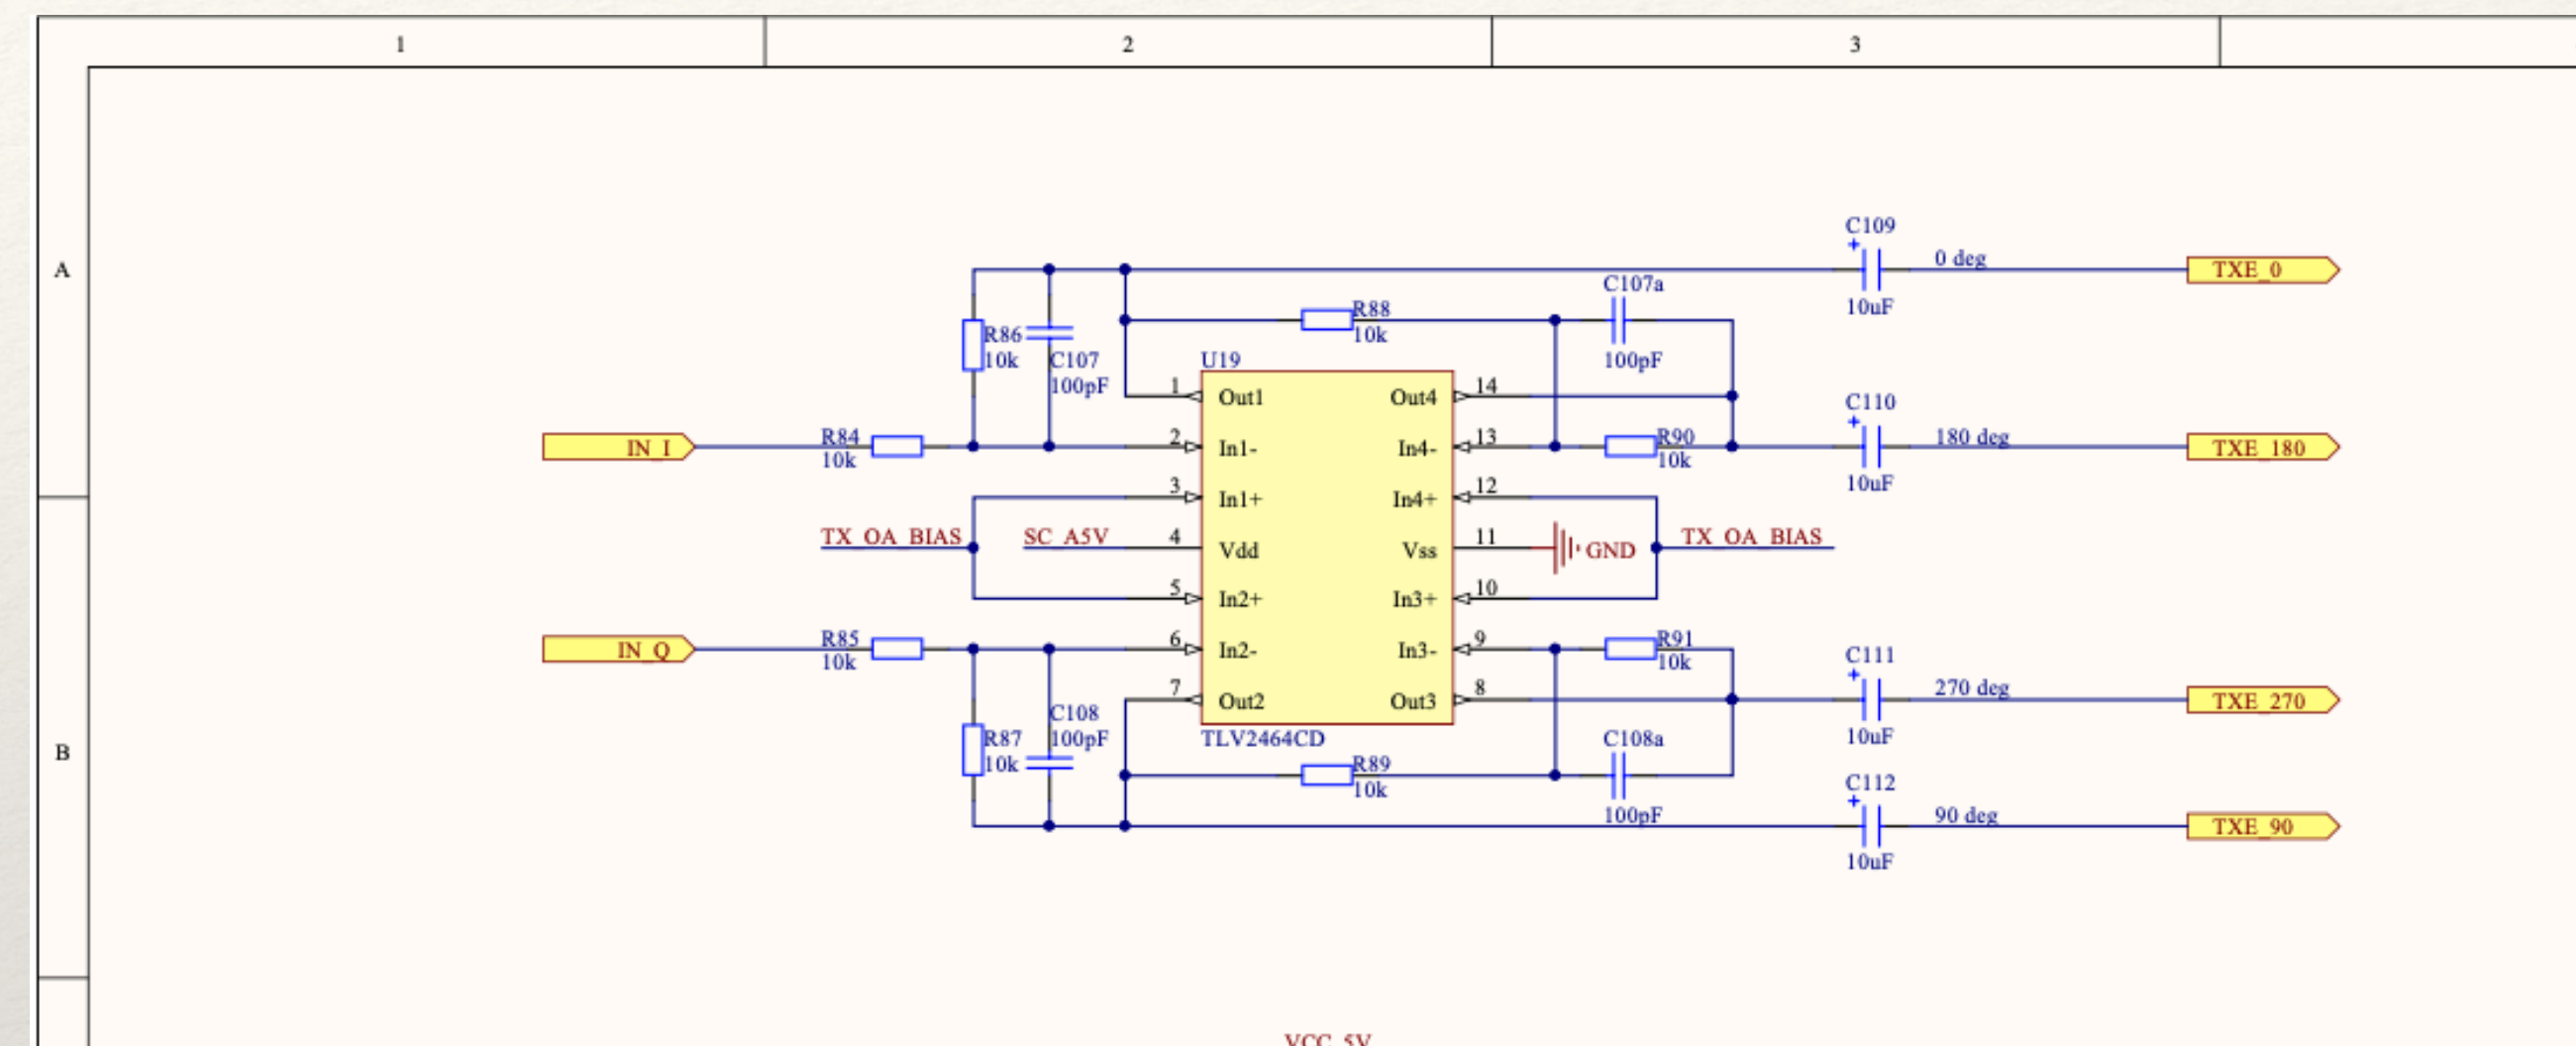 1
2
3
A
B
C109
10uF
0 deg
TXE_0
C107a
100pF
R88
10k
R86
10k
C107
100pF
U19
1
Out1
Out4
14
C110
10uF
180 deg
TXE_180
IN_I
R84
10k
2
In1-
In4-
13
R90
10k
3
In1+
In4+
12
TX_OA_BIAS
SC_A5V
4
Vdd
Vss
11
GND
TX_OA_BIAS
5
In2+
In3+
10
IN_Q
R85
10k
6
In2-
In3-
9
R91
10k
7
Out2
Out3
8
C111
10uF
270 deg
TXE_270
TLV2464CD
R87
10k
C108
100pF
R89
10k
C108a
100pF
C112
10uF
90 deg
TXE_90
VCC_5V